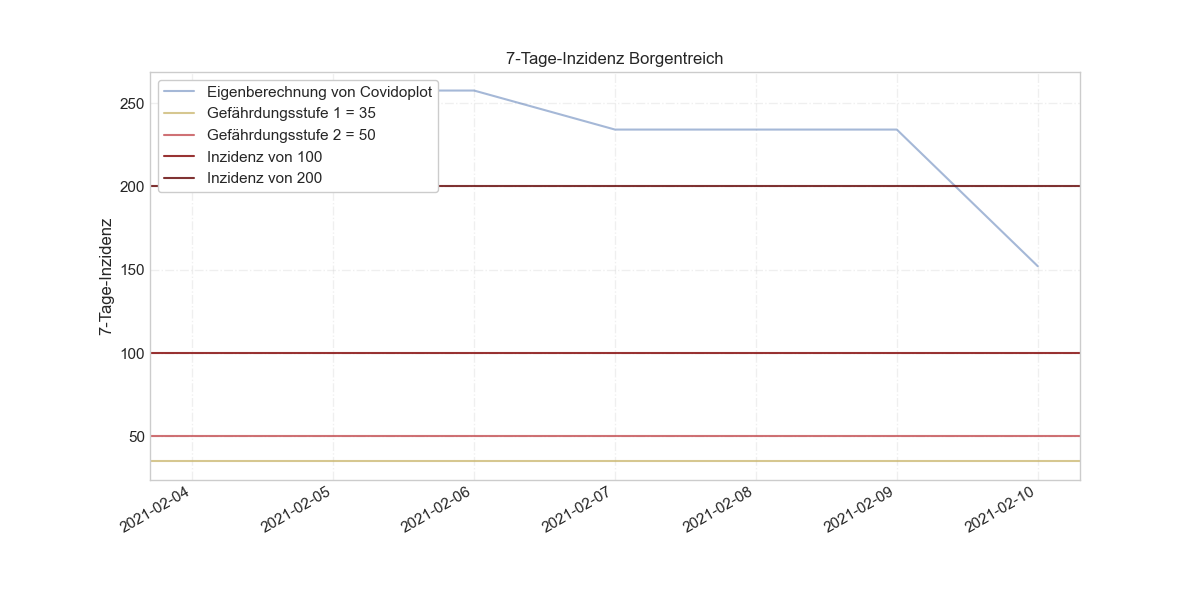 7-Tage-Inzidenz Borgentreich
Eigenberechnung von Covidoplot
Gefährdungsstufe 1 = 35
Gefährdungsstufe 2 = 50
Inzidenz von 100
Inzidenz von 200
7-Tage-Inzidenz
250
200
150
100
50
2021-02-04
2021-02-05
2021-02-06
2021-02-07
2021-02-08
2021-02-09
2021-02-10